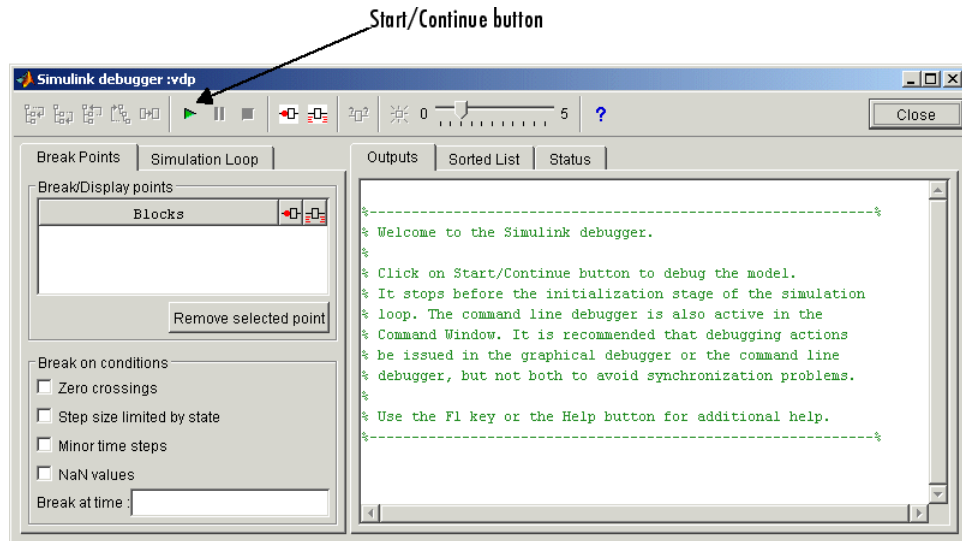 Start/Continue button
Simulink debugger :vdp
0 5 ? Close
Break Points Simulation Loop
Break/Display points
Blocks
Remove selected point
Break on conditions
Zero crossings
Step size limited by state
Minor time steps
NaN values
Break at time :
Outputs Sorted List Status
%------------------------------------------------------------%
% Welcome to the Simulink debugger.
%
% Click on Start/Continue button to debug the model.
% It stops before the initialization stage of the simulation
% loop. The command line debugger is also active in the
% Command Window. It is recommended that debugging actions
% be issued in the graphical debugger or the command line
% debugger, but not both to avoid synchronization problems.
%
% Use the F1 key or the Help button for additional help.
%------------------------------------------------------------%